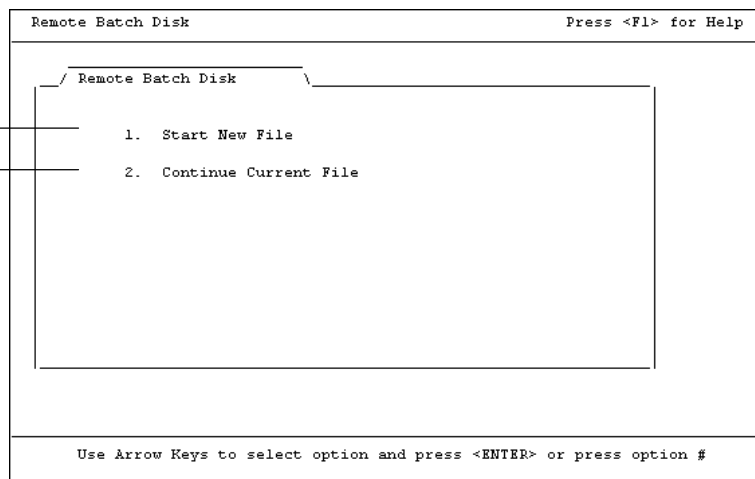 Remote Batch Disk Press <F1> for Help
Remote Batch Disk
1. Start New File
2. Continue Current File
Use Arrow Keys to select option and press <ENTER> or press option #